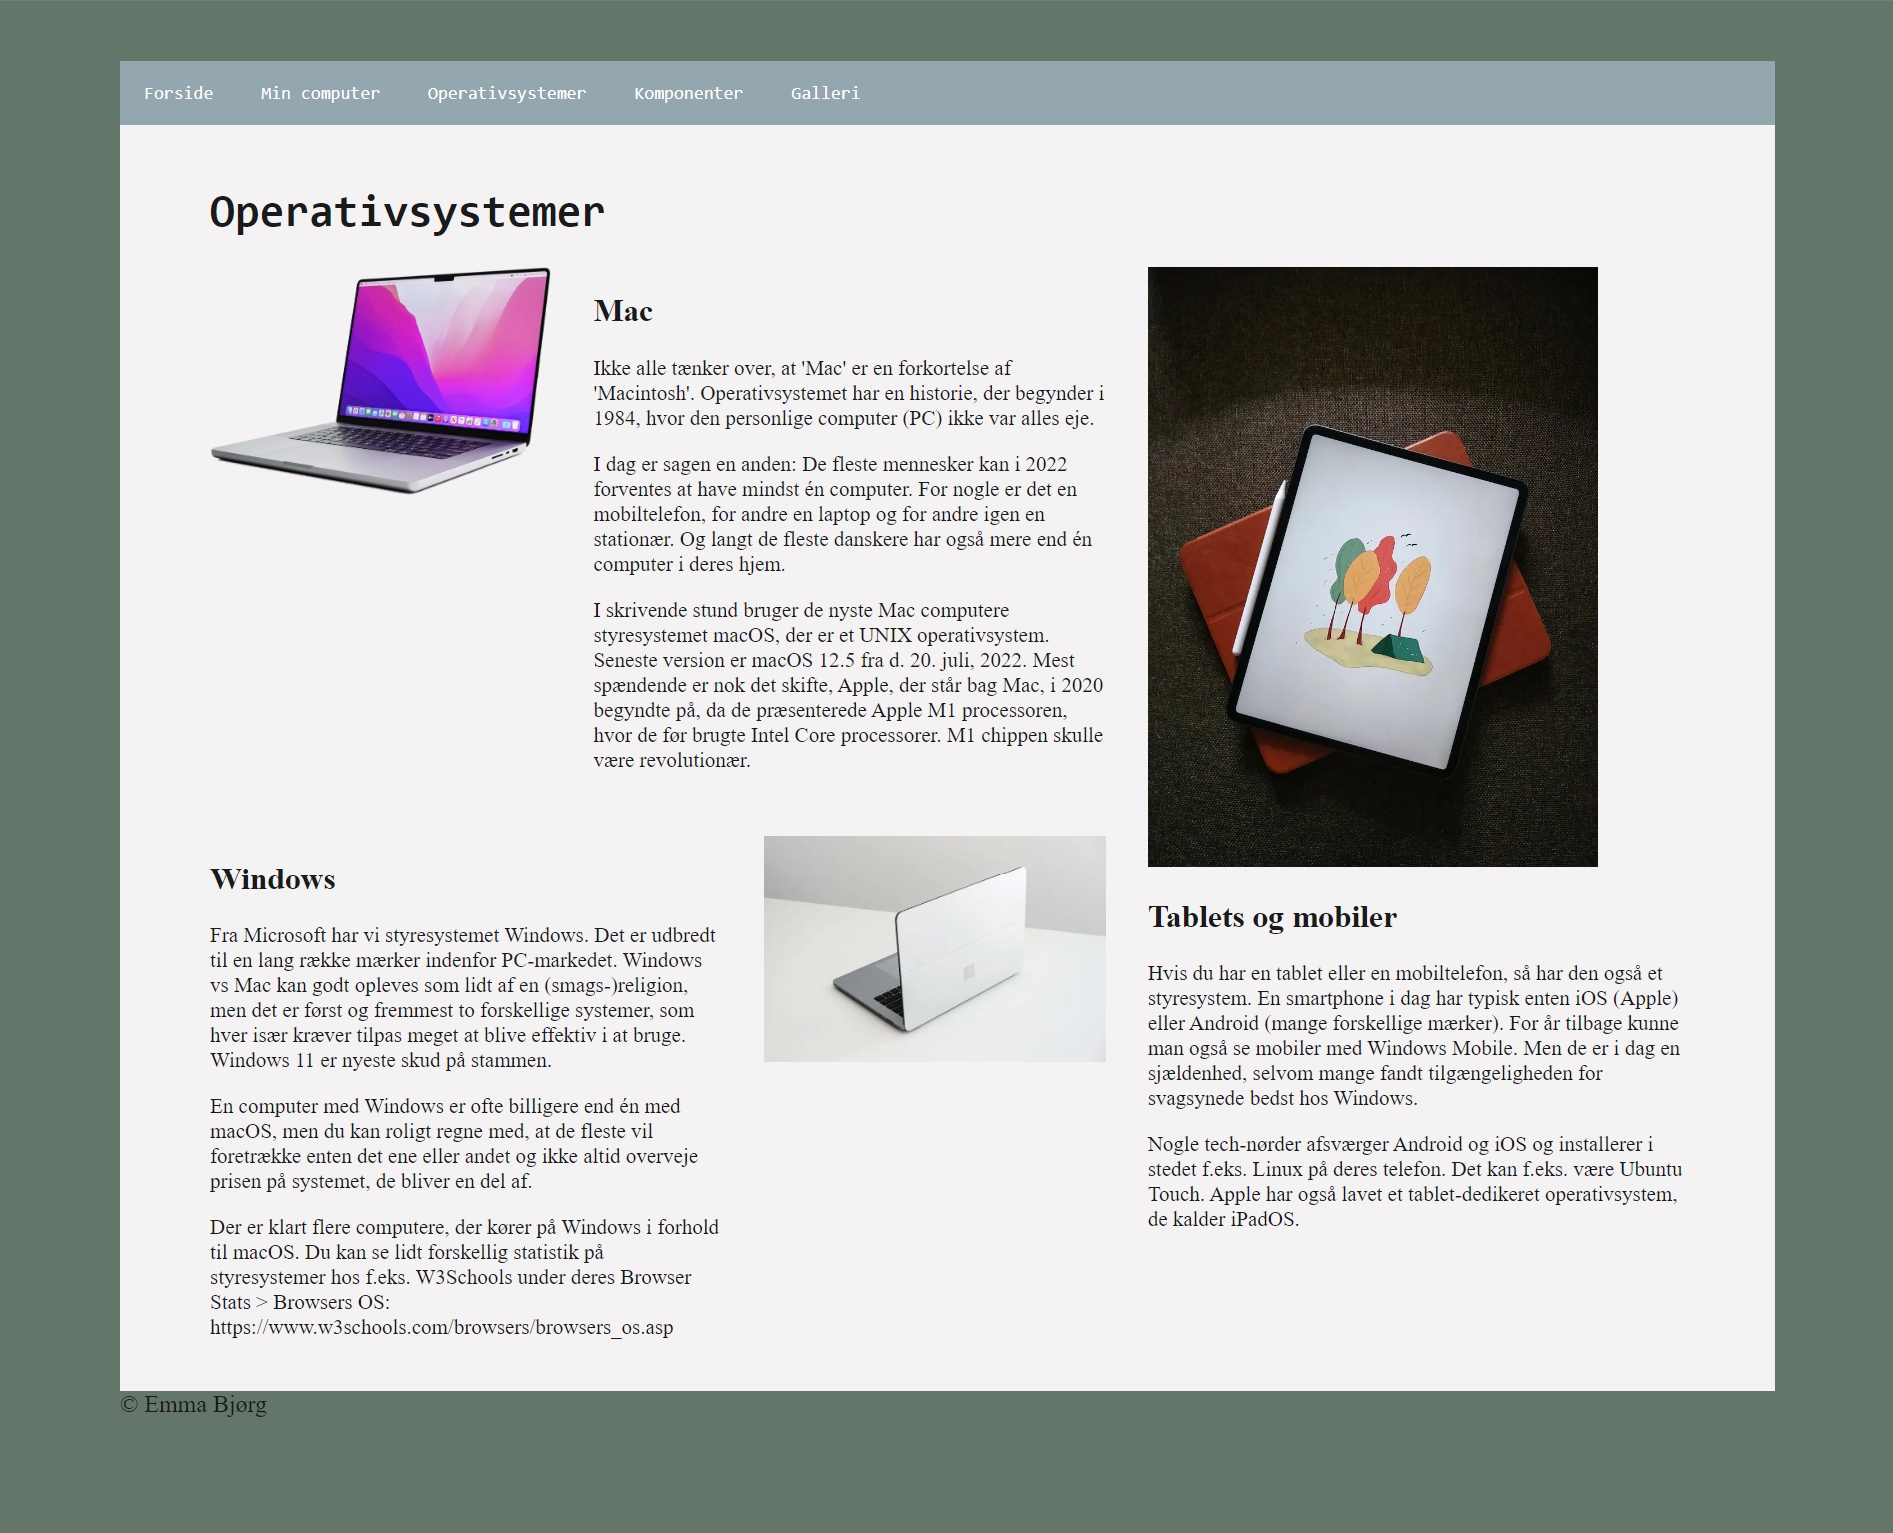 Forside Min computer Operativsystemer Komponenter Galleri
Operativsystemer
Mac
Ikke alle tænker over, at 'Mac' er en forkortelse af
'Macintosh'. Operativsystemet har en historie, der begynder i
1984, hvor den personlige computer (PC) ikke var alles eje.
I dag er sagen en anden: De fleste mennesker kan i 2022
forventes at have mindst én computer. For nogle er det en
mobiltelefon, for andre en laptop og for andre igen en
stationær. Og langt de fleste danskere har også mere end én
computer i deres hjem.
I skrivende stund bruger de nyste Mac computere
styresystemet macOS, der er et UNIX operativsystem.
Seneste version er macOS 12.5 fra d. 20. juli, 2022. Mest
spændende er nok det skifte, Apple, der står bag Mac, i 2020
begyndte på, da de præsenterede Apple M1 processoren,
hvor de før brugte Intel Core processorer. M1 chippen skulle
være revolutionær.
Windows
Fra Microsoft har vi styresystemet Windows. Det er udbredt
til en lang række mærker indenfor PC-markedet. Windows
vs Mac kan godt opleves som lidt af en (smags-)religion,
men det er først og fremmest to forskellige systemer, som
hver især kræver tilpas meget at blive effektiv i at bruge.
Windows 11 er nyeste skud på stammen.
En computer med Windows er ofte billigere end én med
macOS, men du kan roligt regne med, at de fleste vil
foretrække enten det ene eller andet og ikke altid overveje
prisen på systemet, de bliver en del af.
Der er klart flere computere, der kører på Windows i forhold
til macOS. Du kan se lidt forskellig statistik på
styresystemer hos f.eks. W3Schools under deres Browser
Stats > Browsers OS:
https://www.w3schools.com/browsers/browsers_os.asp
Tablets og mobiler
Hvis du har en tablet eller en mobiltelefon, så har den også et
styresystem. En smartphone i dag har typisk enten iOS (Apple)
eller Android (mange forskellige mærker). For år tilbage kunne
man også se mobiler med Windows Mobile. Men de er i dag en
sjældenhed, selvom mange fandt tilgængeligheden for
svagsynede bedst hos Windows.
Nogle tech-nørder afsværger Android og iOS og installerer i
stedet f.eks. Linux på deres telefon. Det kan f.eks. være Ubuntu
Touch. Apple har også lavet et tablet-dedikeret operativsystem,
de kalder iPadOS.
© Emma Bjørg